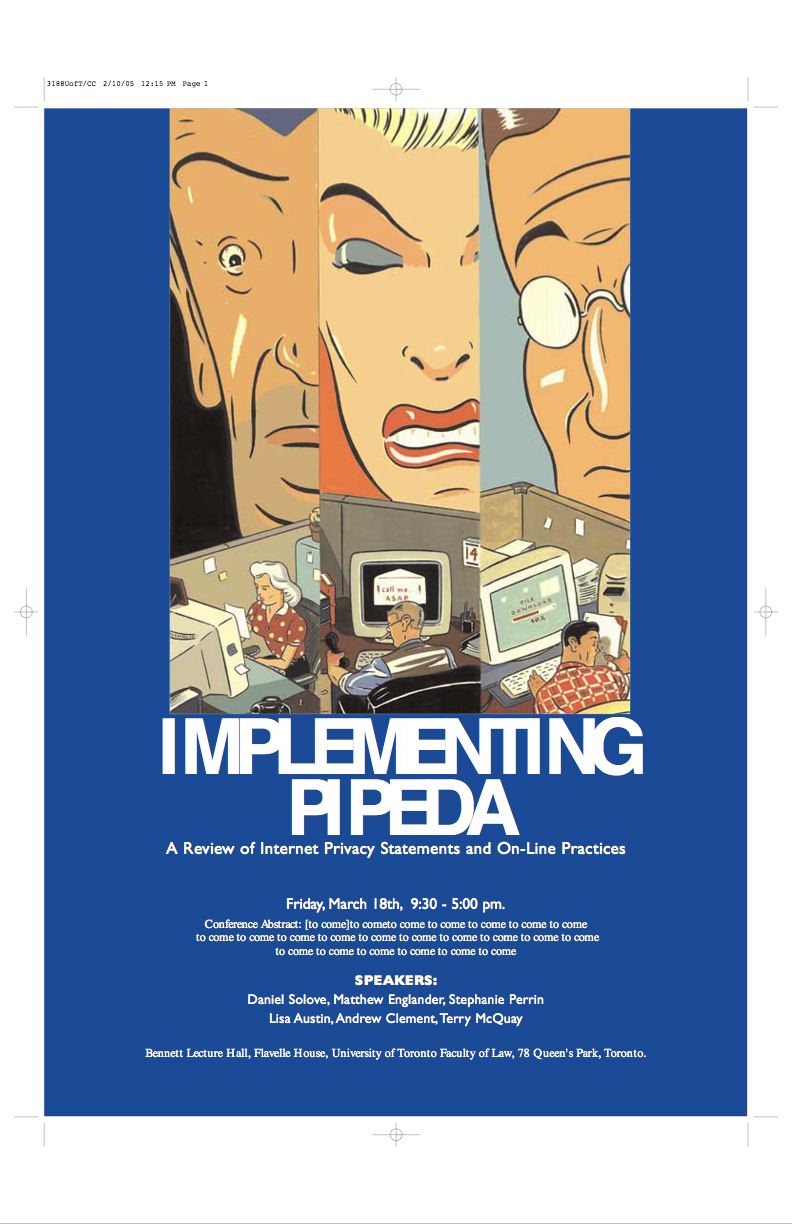 3188UofT/CC 2/10/05 12:15 PM Page 1
14
call me.
ASAP
FILE
DOWNLOAD
IMPLEMENTING
PIPEDA
A Review of Internet Privacy Statements and On-Line Practices
Friday, March 18th, 9:30 - 5:00 pm.
Conference Abstract: [to come]to cometo come to come to come to come to come
to come to come to come to come to come to come to come to come to come to come
to come to come to come to come to come to come
SPEAKERS:
Daniel Solove, Matthew Englander, Stephanie Perrin
Lisa Austin, Andrew Clement, Terry McQuay
Bennett Lecture Hall, Flavelle House, University of Toronto Faculty of Law, 78 Queen's Park, Toronto.